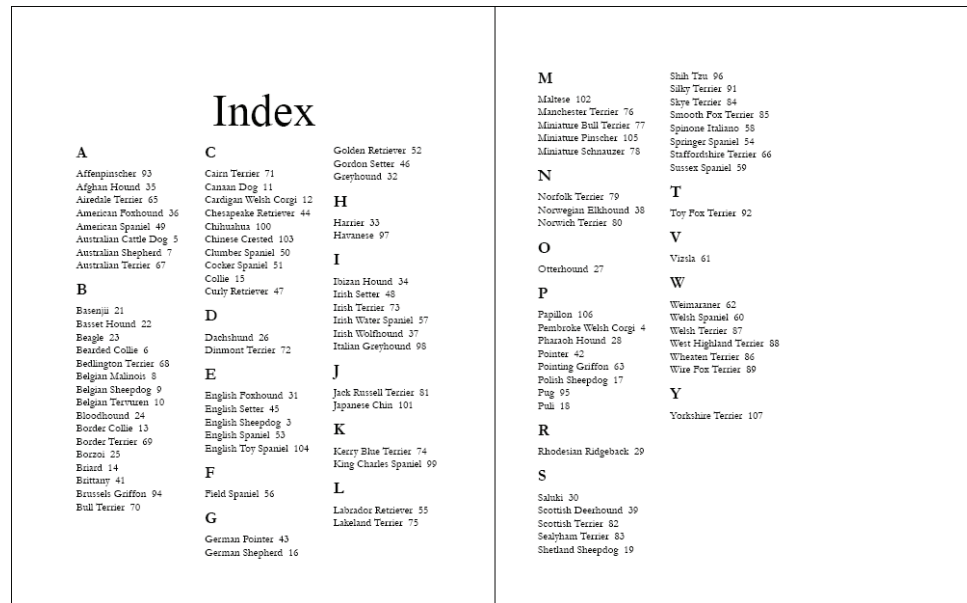 Index
A
Affenpinscher 93
Afghan Hound 35
Airedale Terrier 65
American Foxhound 36
American Spaniel 49
Australian Cattle Dog 5
Australian Shepherd 7
Australian Terrier 67
B
Basenjii 21
Basset Hound 22
Beagle 23
Bearded Collie 6
Bedlington Terrier 68
Belgian Malinois 8
Belgian Sheepdog 9
Belgian Tervuren 10
Bloodhound 24
Border Collie 13
Border Terrier 69
Borzoi 25
Briard 14
Brittany 41
Brussels Griffon 94
Bull Terrier 70
C
Cairn Terrier 71
Canaan Dog 11
Cardigan Welsh Corgi 12
Chesapeake Retriever 44
Chihuahua 100
Chinese Crested 103
Clumber Spaniel 50
Cocker Spaniel 51
Collie 15
Curly Retriever 47
D
Dachshund 26
Dinmont Terrier 72
E
English Foxhound 31
English Setter 45
English Sheepdog 3
English Spaniel 53
English Toy Spaniel 104
F
Field Spaniel 56
G
German Pointer 43
German Shepherd 16
Golden Retriever 52
Gordon Setter 46
Greyhound 32
H
Harrier 33
Havanese 97
I
Ibizan Hound 34
Irish Setter 48
Irish Terrier 73
Irish Water Spaniel 57
Irish Wolfhound 37
Italian Greyhound 98
J
Jack Russell Terrier 81
Japanese Chin 101
K
Kerry Blue Terrier 74
King Charles Spaniel 99
L
Labrador Retriever 55
Lakeland Terrier 75
M
Maltese 102
Manchester Terrier 76
Miniature Bull Terrier 77
Miniature Pinscher 105
Miniature Schnauzer 78
N
Norfolk Terrier 79
Norwegian Elkhound 38
Norwich Terrier 80
O
Otterhound 27
P
Papillon 106
Pembroke Welsh Corgi 4
Pharaoh Hound 28
Pointer 42
Pointing Griffon 63
Polish Sheepdog 17
Pug 95
Puli 18
R
Rhodesian Ridgeback 29
S
Saluki 30
Scottish Deerhound 39
Scottish Terrier 82
Sealyham Terrier 83
Shetland Sheepdog 19
Shih Tzu 96
Silky Terrier 91
Skye Terrier 84
Smooth Fox Terrier 85
Spinone Italiano 58
Springer Spaniel 54
Staffordshire Terrier 66
Sussex Spaniel 59
T
Toy Fox Terrier 92
V
Vizsla 61
W
Weimaraner 62
Welsh Spaniel 60
Welsh Terrier 87
West Highland Terrier 88
Wheaten Terrier 86
Wire Fox Terrier 89
Y
Yorkshire Terrier 107